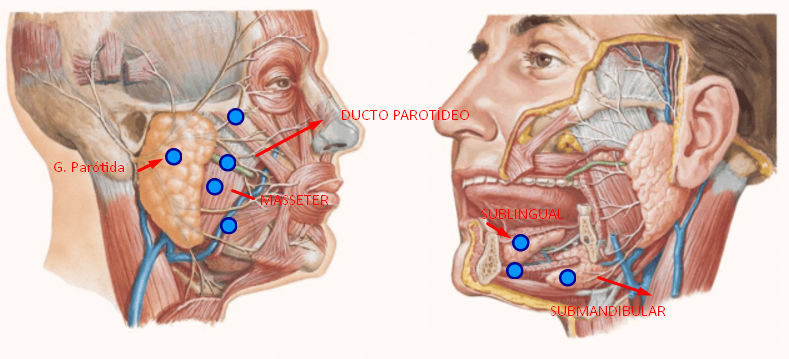 DUCTO PAROTÍDEO
G. Parótida
MASSETER
SUBLINGUAL
SUBMANDIBULAR